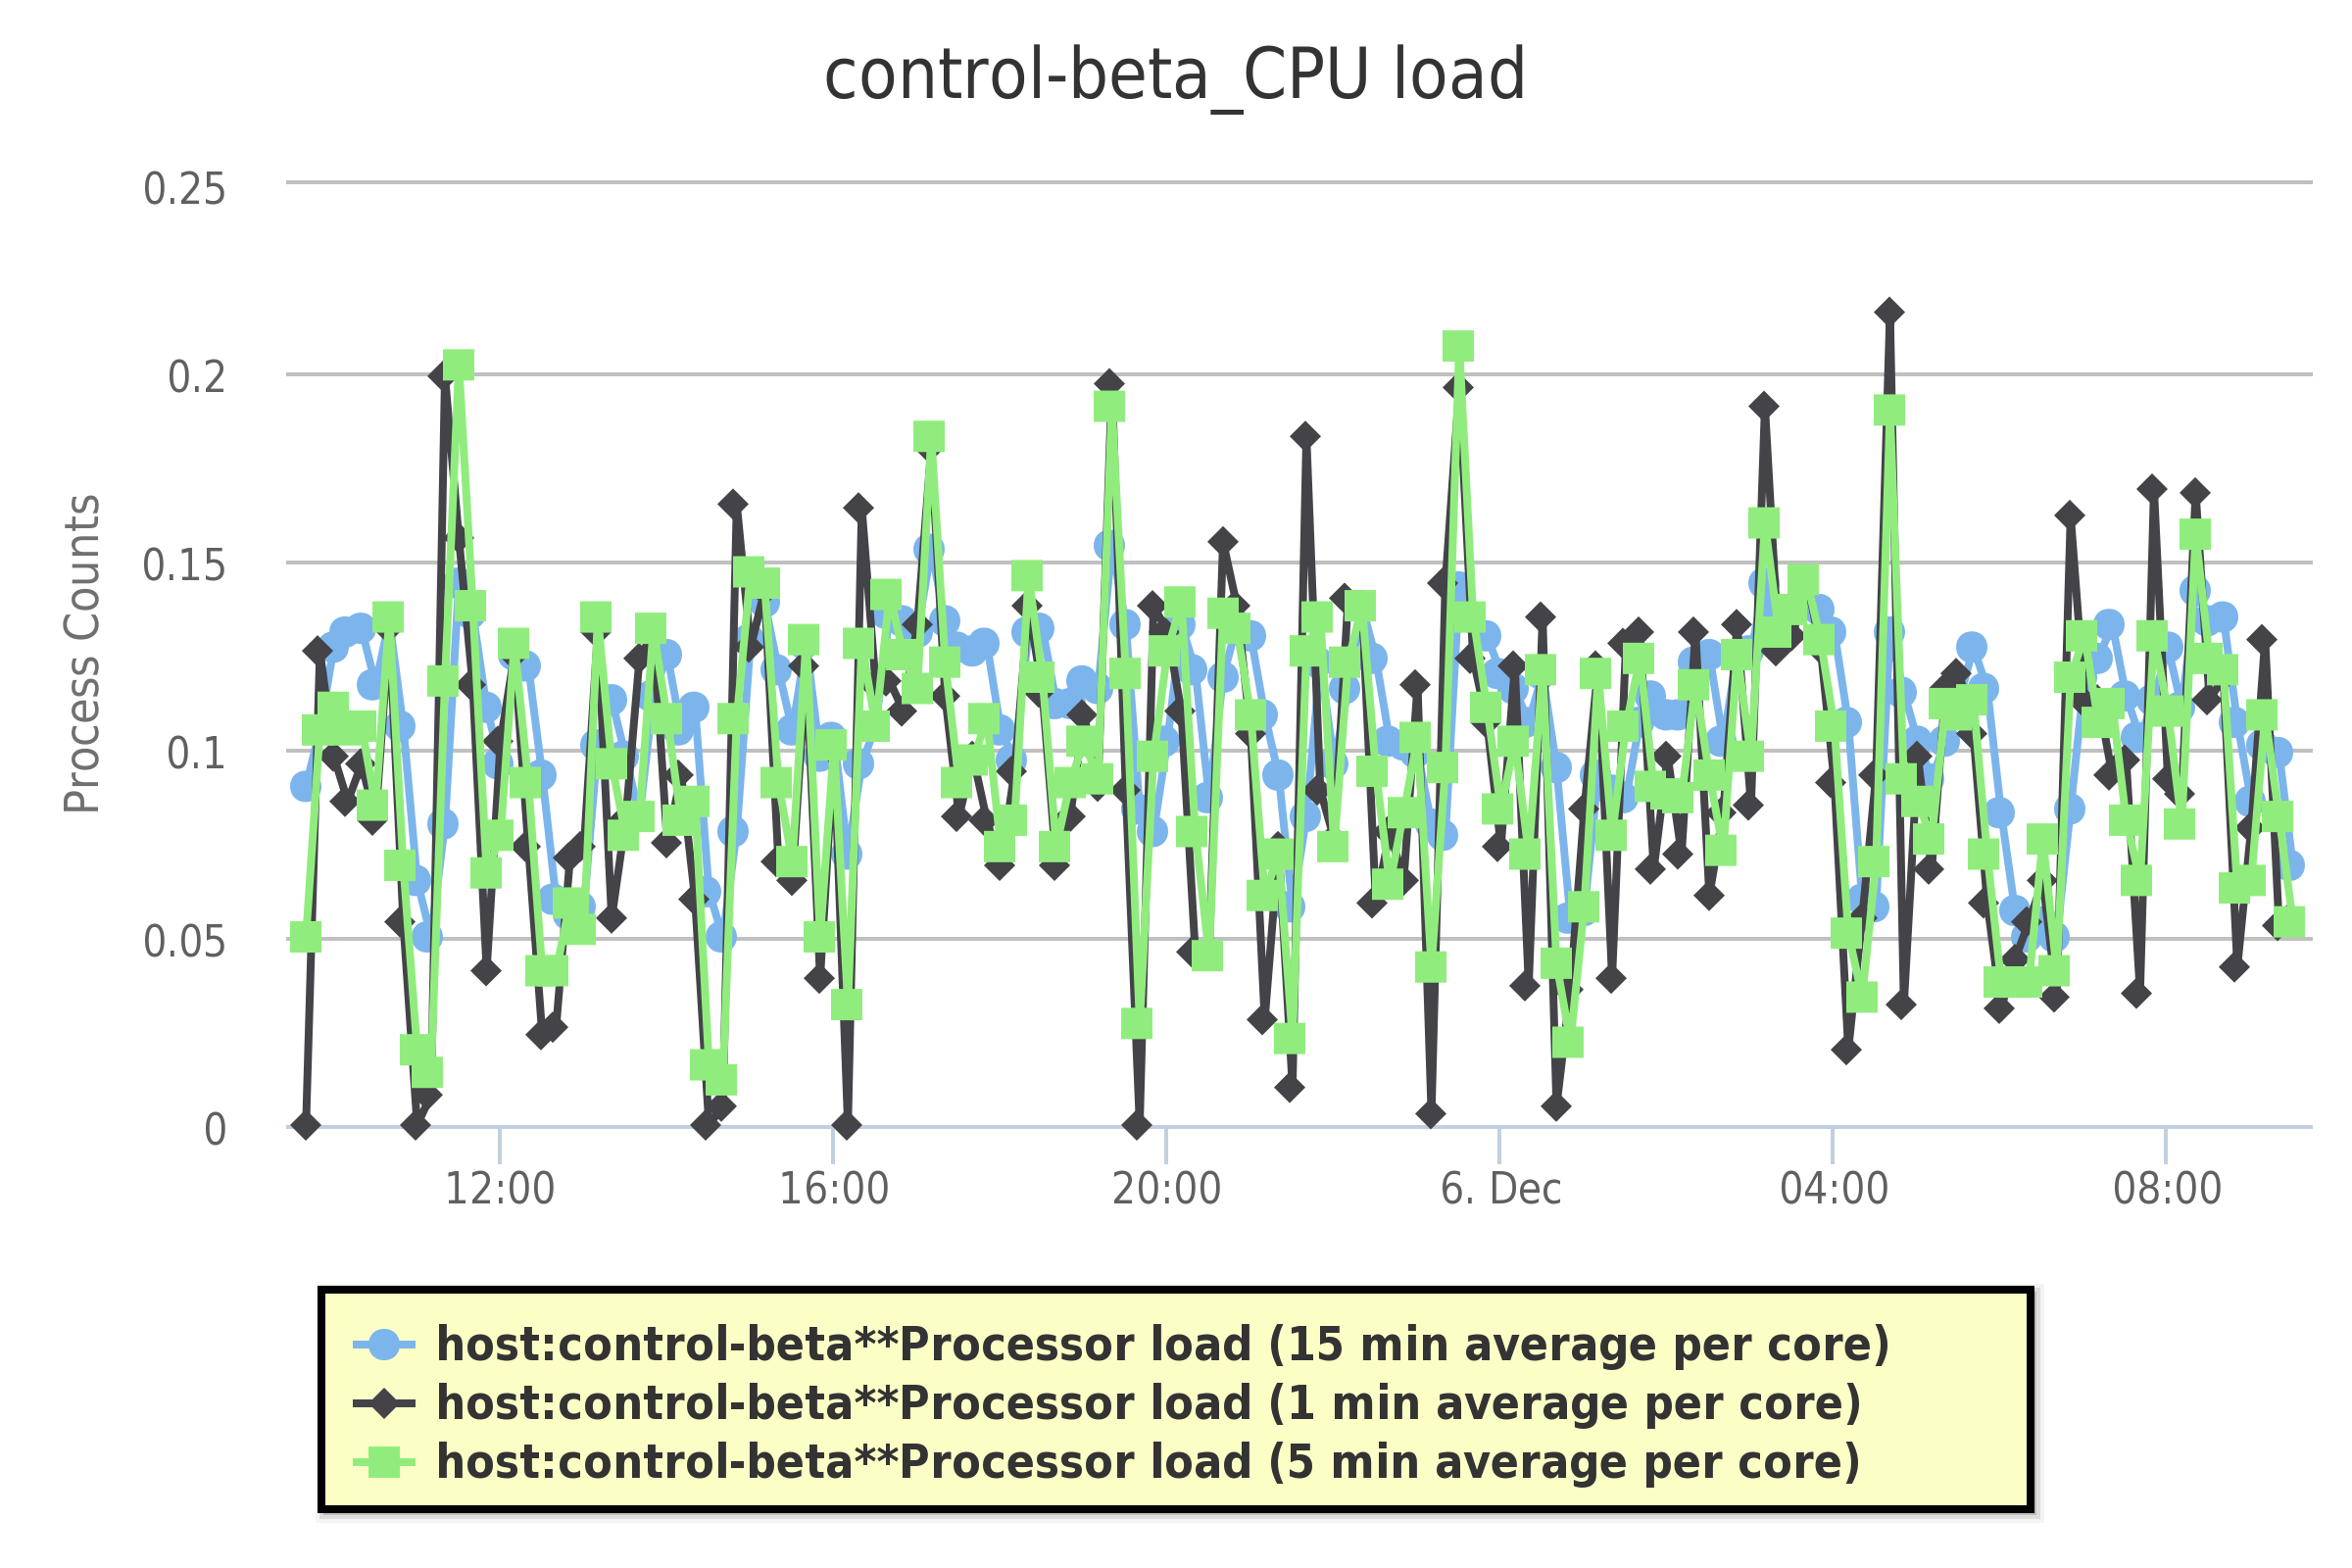 control-beta_CPU load
Process Counts
0.25
0.2
0.15
0.1
0.05
0
12:00
16:00
20:00
6. Dec
04:00
08:00
host:control-beta**Processor load (15 min average per core)
host:control-beta**Processor load (1 min average per core)
host:control-beta**Processor load (5 min average per core)